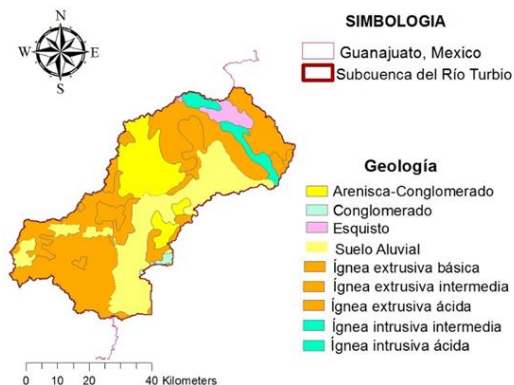 N
W E
S
SIMBOLOGIA
Guanajuato, Mexico
Subcuenca del Río Turbio
Geología
Arenisca-Conglomerado
Conglomerado
Esquisto
Suelo Aluvial
Ígnea extrusiva básica
Ígnea extrusiva intermedia
Ígnea extrusiva ácida
Ígnea intrusiva intermedia
Ígnea intrusiva ácida
0 10 20 40 Kilometers